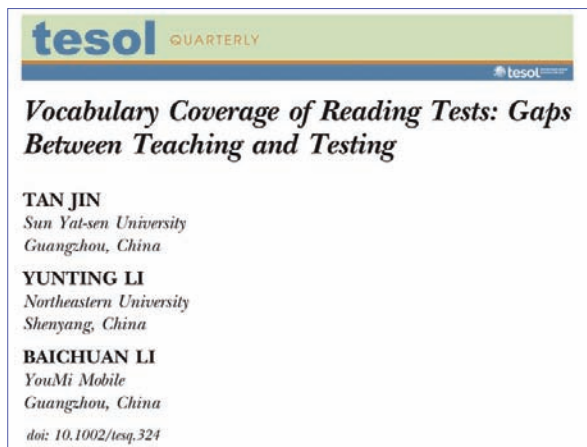 tesol QUARTERLY
tesol
Vocabulary Coverage of Reading Tests: Gaps
Between Teaching and Testing
TAN JIN
Sun Yat-sen University
Guangzhou, China
YUNTING LI
Northeastern University
Shenyang, China
BAICHUAN LI
YouMi Mobile
Guangzhou, China
doi: 10.1002/tesq.324